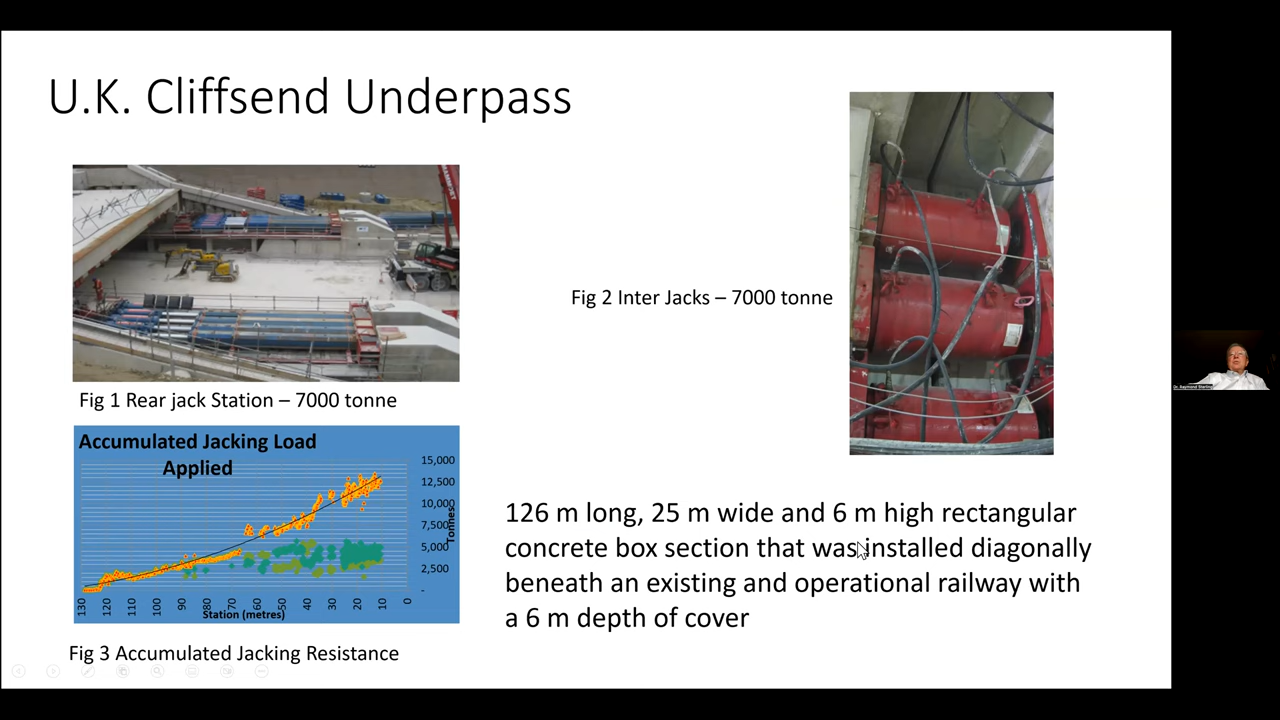 U.K. Cliffsend Underpass
Fig 1 Rear jack Station – 7000 tonne
Fig 2 Inter Jacks – 7000 tonne
Accumulated Jacking Load
Applied
15,000
12,500
10,000
7,500
5,000
2,500
-
Tonnes
130
120
110
100
90
80
70
60
50
40
30
20
10
0
Station (metres)
Fig 3 Accumulated Jacking Resistance
126 m long, 25 m wide and 6 m high rectangular
concrete box section that was installed diagonally
beneath an existing and operational railway with
a 6 m depth of cover
Dr. Raymond Sterling